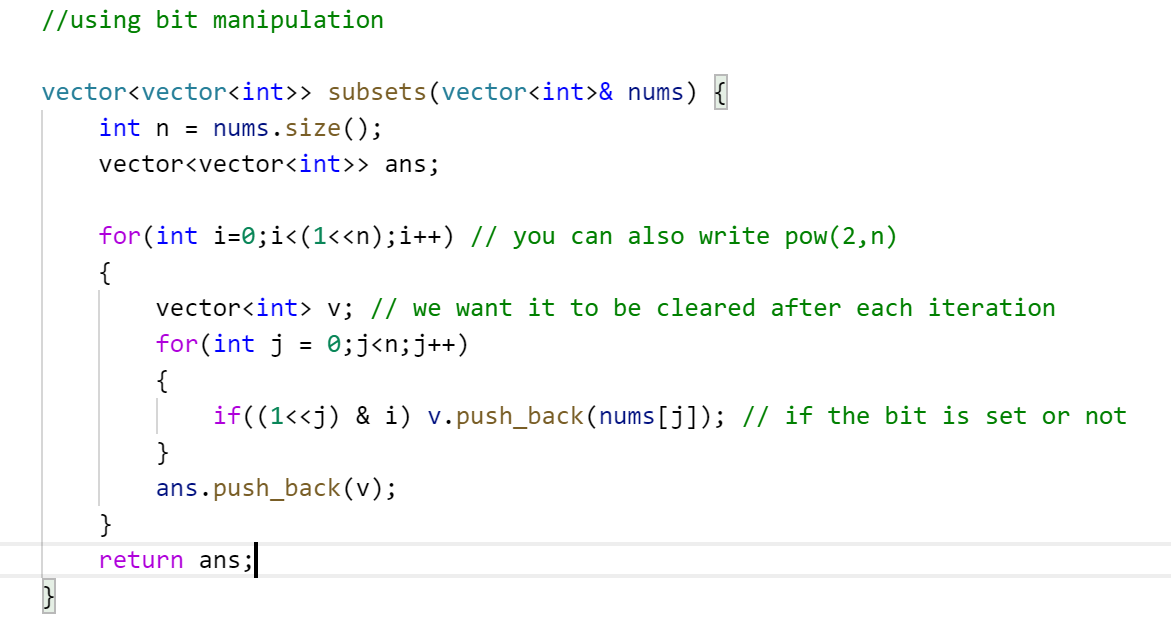 //using bit manipulation
vector<vector<int>> subsets(vector<int>& nums) {
    int n = nums.size();
    vector<vector<int>> ans;
    for(int i=0;i<(1<<n);i++) // you can also write pow(2,n)
    {
        vector<int> v; // we want it to be cleared after each iteration
        for(int j = 0;j<n;j++)
        {
            if((1<<j) & i) v.push_back(nums[j]); // if the bit is set or not
        }
        ans.push_back(v);
    }
    return ans;
}